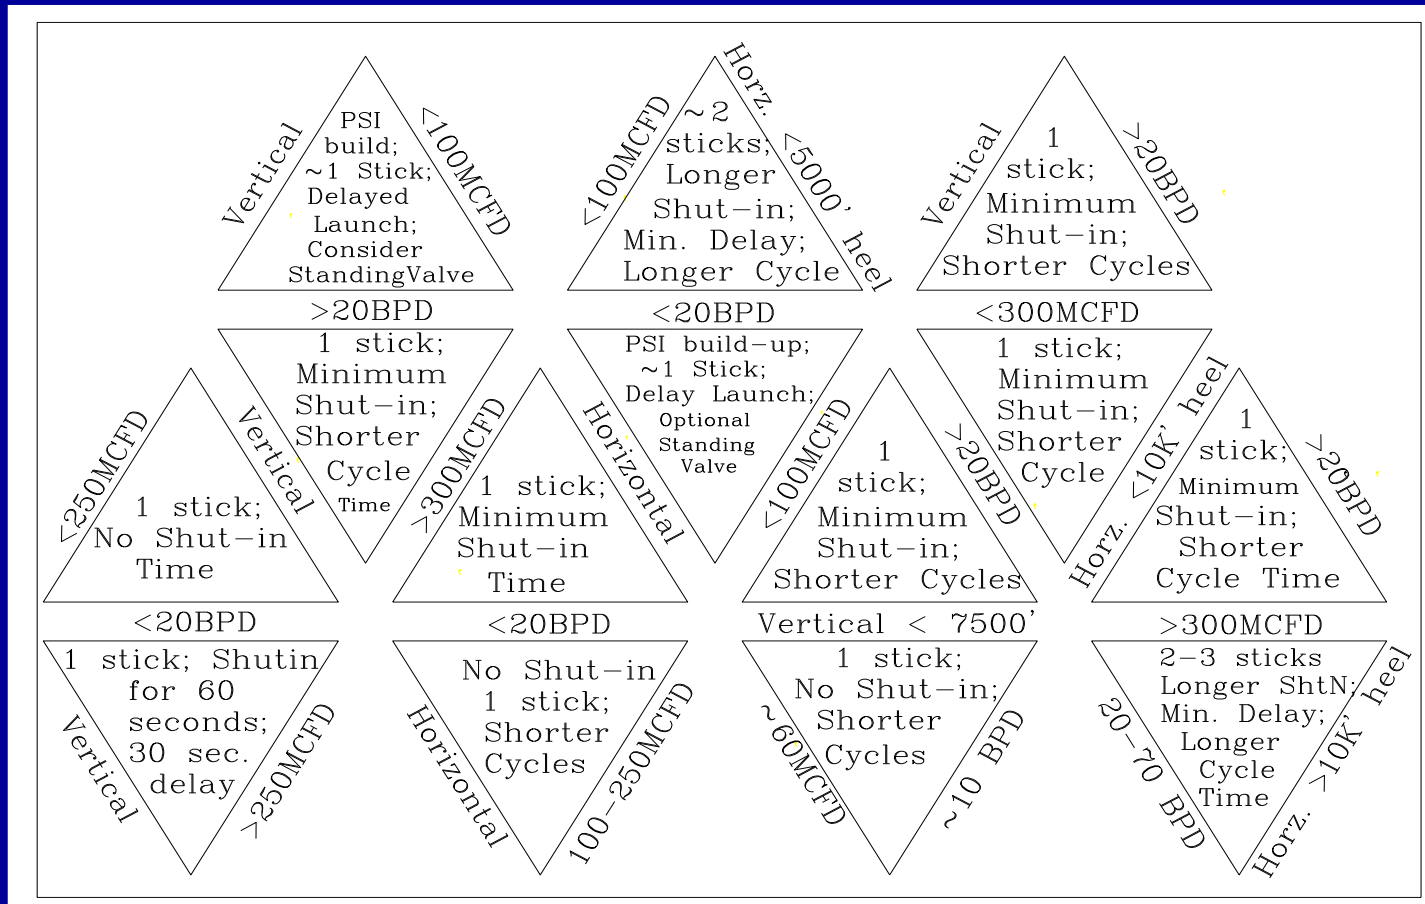 Vertical
PSI
build;
~1 Stick;
Delayed
Launch;
Consider
StandingValve
<100MCFD
>20BPD
<100MCFD
~2
sticks;
Longer
Shut-in;
Min. Delay;
Longer Cycle
Horz. <5000' heel
<20BPD
Vertical
1
stick;
Minimum
Shut-in;
Shorter Cycles
>20BPD
<300MCFD
Vertical
1 stick;
Minimum
Shut-in;
Shorter
Cycle
Time
>300MCFD
Horizontal
PSI build-up;
~1 Stick;
Delay Launch;
Optional
Standing
Valve
<100MCFD
>20BPD
1 stick;
Minimum
Shut-in;
Shorter
Cycle
Horz. <10K' heel
<250MCFD
1 stick;
No Shut-in
Time
<20BPD
1 stick;
Minimum
Shut-in
Time
<20BPD
1
stick;
Minimum
Shut-in;
Shorter Cycles
Vertical < 7500'
1
stick;
Minimum
Shut-in;
Shorter
Cycle Time
>20BPD
>300MCFD
Vertical
1 stick; Shutin
for 60
seconds;
30 sec.
delay
>250MCFD
Horizontal
No Shut-in
1 stick;
Shorter
Cycles
100-250MCFD
~60MCFD
1 stick;
No Shut-in;
Shorter
Cycles
~10 BPD
20-70 BPD
2-3 sticks
Longer ShtN;
Min. Delay;
Longer
Cycle
Time
Horz. >10K' heel